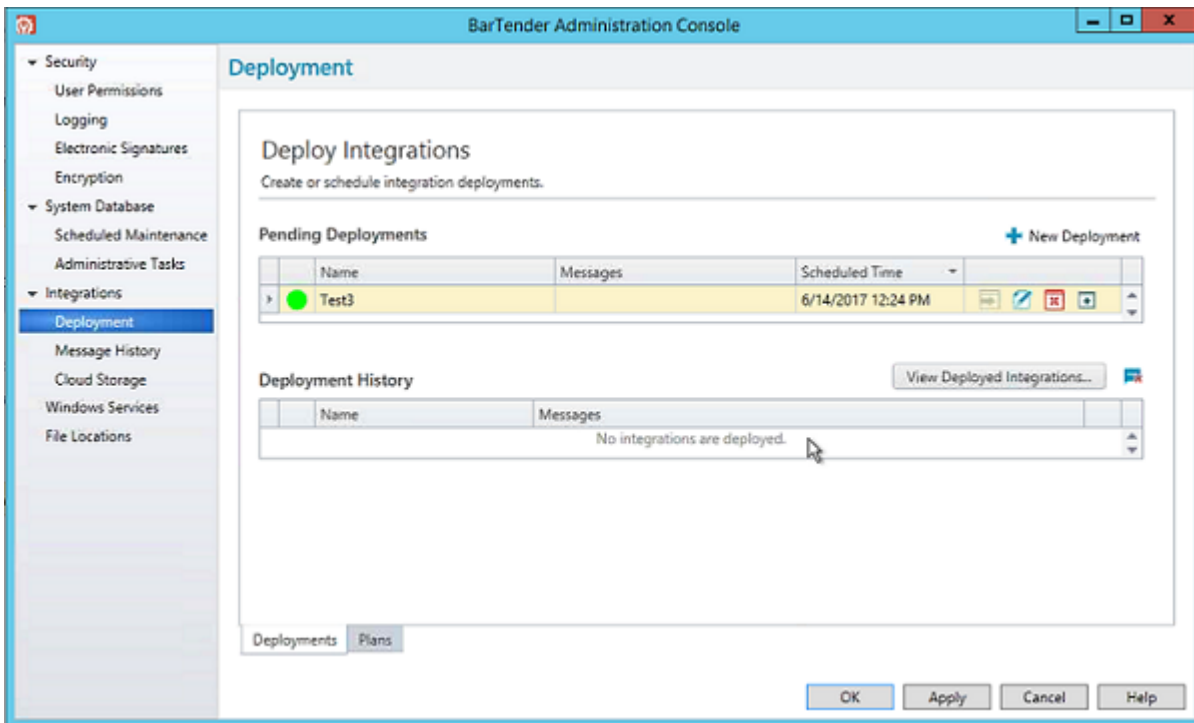 BarTender Administration Console
Security
User Permissions
Logging
Electronic Signatures
Encryption
System Database
Scheduled Maintenance
Administrative Tasks
Integrations
Deployment
Message History
Cloud Storage
Windows Services
File Locations
Deployment
Deploy Integrations
Create or schedule integration deployments.
Pending Deployments
New Deployment
Name Messages Scheduled Time
Test3 6/14/2017 12:24 PM
Deployment History View Deployed Integrations...
Name Messages
No integrations are deployed.
Deployments Plans
OK Apply Cancel Help